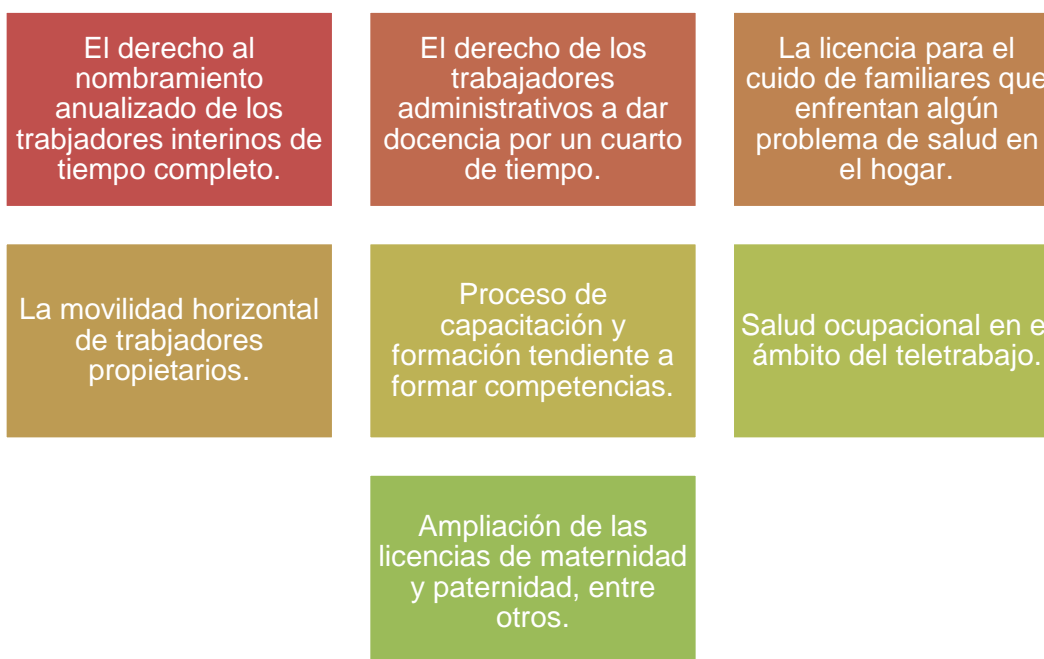 El derecho al
nombramiento
anualizado de los
trabjadores interinos de
tiempo completo.
El derecho de los
trabajadores
administrativos a dar
docencia por un cuarto
de tiempo.
La licencia para el
cuido de familiares que
enfrentan algún
problema de salud en
el hogar.
La movilidad horizontal
de trabjadores
propietarios.
Proceso de
capacitación y
formación tendiente a
formar competencias.
Salud ocupacional en el
ámbito del teletrabajo.
Ampliación de las
licencias de maternidad
y paternidad, entre
otros.